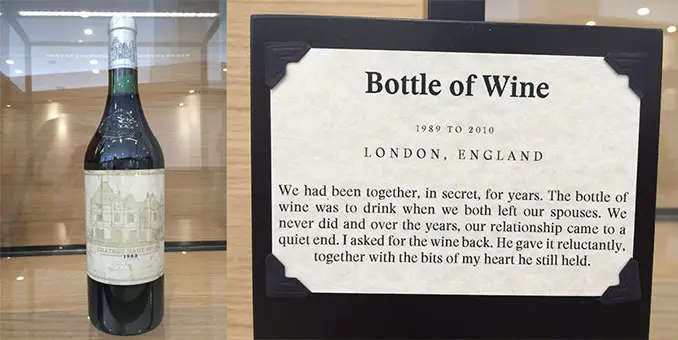 CHATEAU HAUT
Bottle of Wine
1989 TO 2010
LONDON, ENGLAND
We had been together, in secret, for years. The bottle of
wine was to drink when we both left our spouses. We
never did and over the years, our relationship came to a
quiet end. I asked for the wine back. He gave it reluctantly,
together with the bits of my heart he still held.